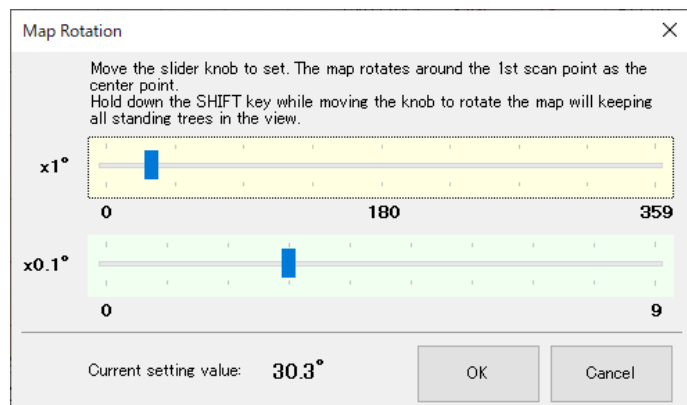 Map Rotation
Move the slider knob to set. The map rotates around the 1st scan point as the
center point.
Hold down the SHIFT key while moving the knob to rotate the map will keeping
all standing trees in the view.
x1°
0 180 359
x0.1°
0 9
Current setting value: 30.3° OK Cancel